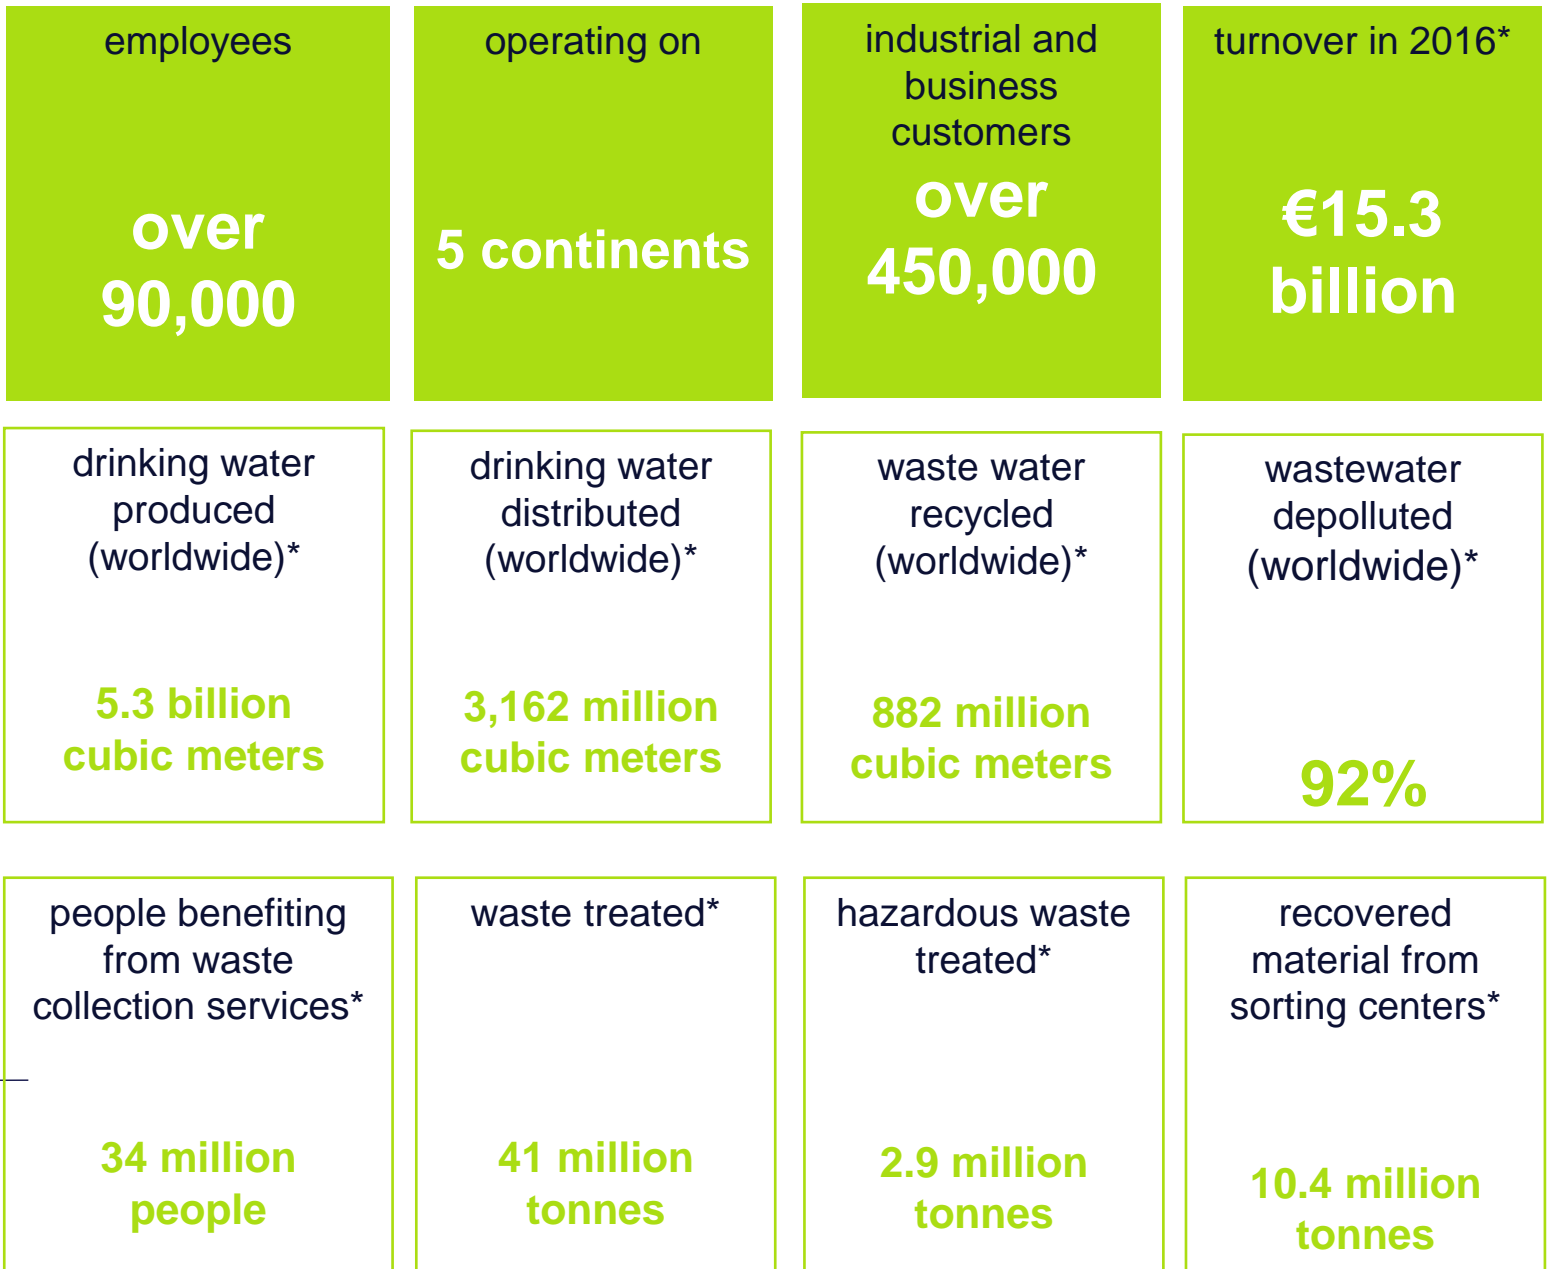 employees
over
90,000
operating on
5 continents
industrial and
business
customers
over
450,000
turnover in 2016*
€15.3
billion
drinking water
produced
(worldwide)*
5.3 billion
cubic meters
drinking water
distributed
(worldwide)*
3,162 million
cubic meters
waste water
recycled
(worldwide)*
882 million
cubic meters
wastewater
depolluted
(worldwide)*
92%
people benefiting
from waste
collection services*
34 million
people
waste treated*
41 million
tonnes
hazardous waste
treated*
2.9 million
tonnes
recovered
material from
sorting centers*
10.4 million
tonnes